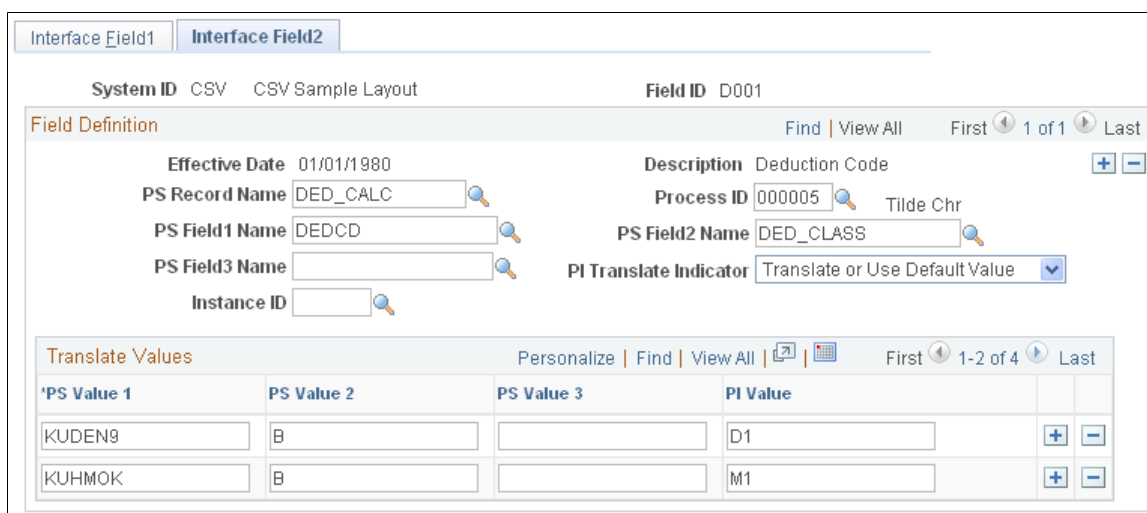 Interface Field1 Interface Field2
System ID CSV CSV Sample Layout Field ID D001
Field Definition Find | View All First 1 of 1 Last
Effective Date 01/01/1980 Description Deduction Code
PS Record Name DED_CALC Process ID 000005 Tilde Chr
PS Field1 Name DEDCD PS Field2 Name DED_CLASS
PS Field3 Name PI Translate Indicator Translate or Use Default Value
Instance ID
Translate Values Personalize | Find | View All | | First 1-2 of 4 Last
*PS Value 1 PS Value 2 PS Value 3 PI Value
KUDEN9 B D1
KUHMOK B M1